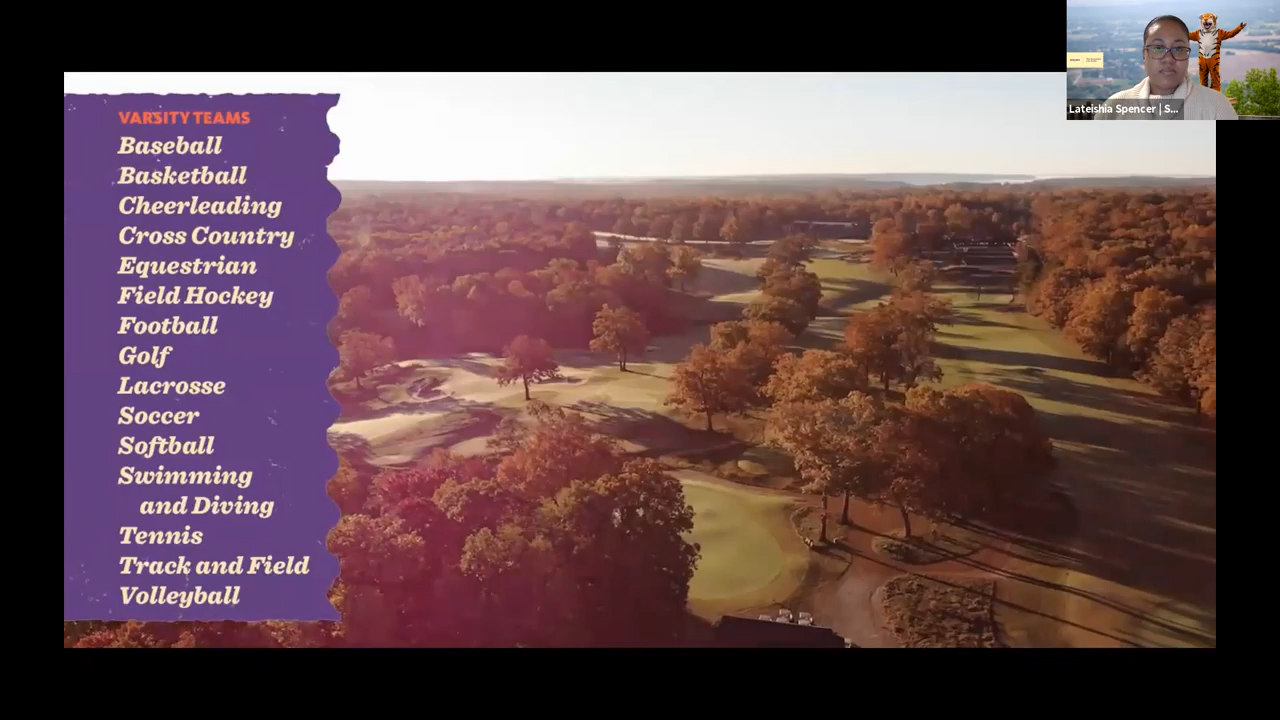 VARSITY TEAMS
Baseball
Basketball
Cheerleading
Cross Country
Equestrian
Field Hockey
Football
Golf
Lacrosse
Soccer
Softball
Swimming
and Diving
Tennis
Track and Field
Volleyball
Lateishia Spencer | S...